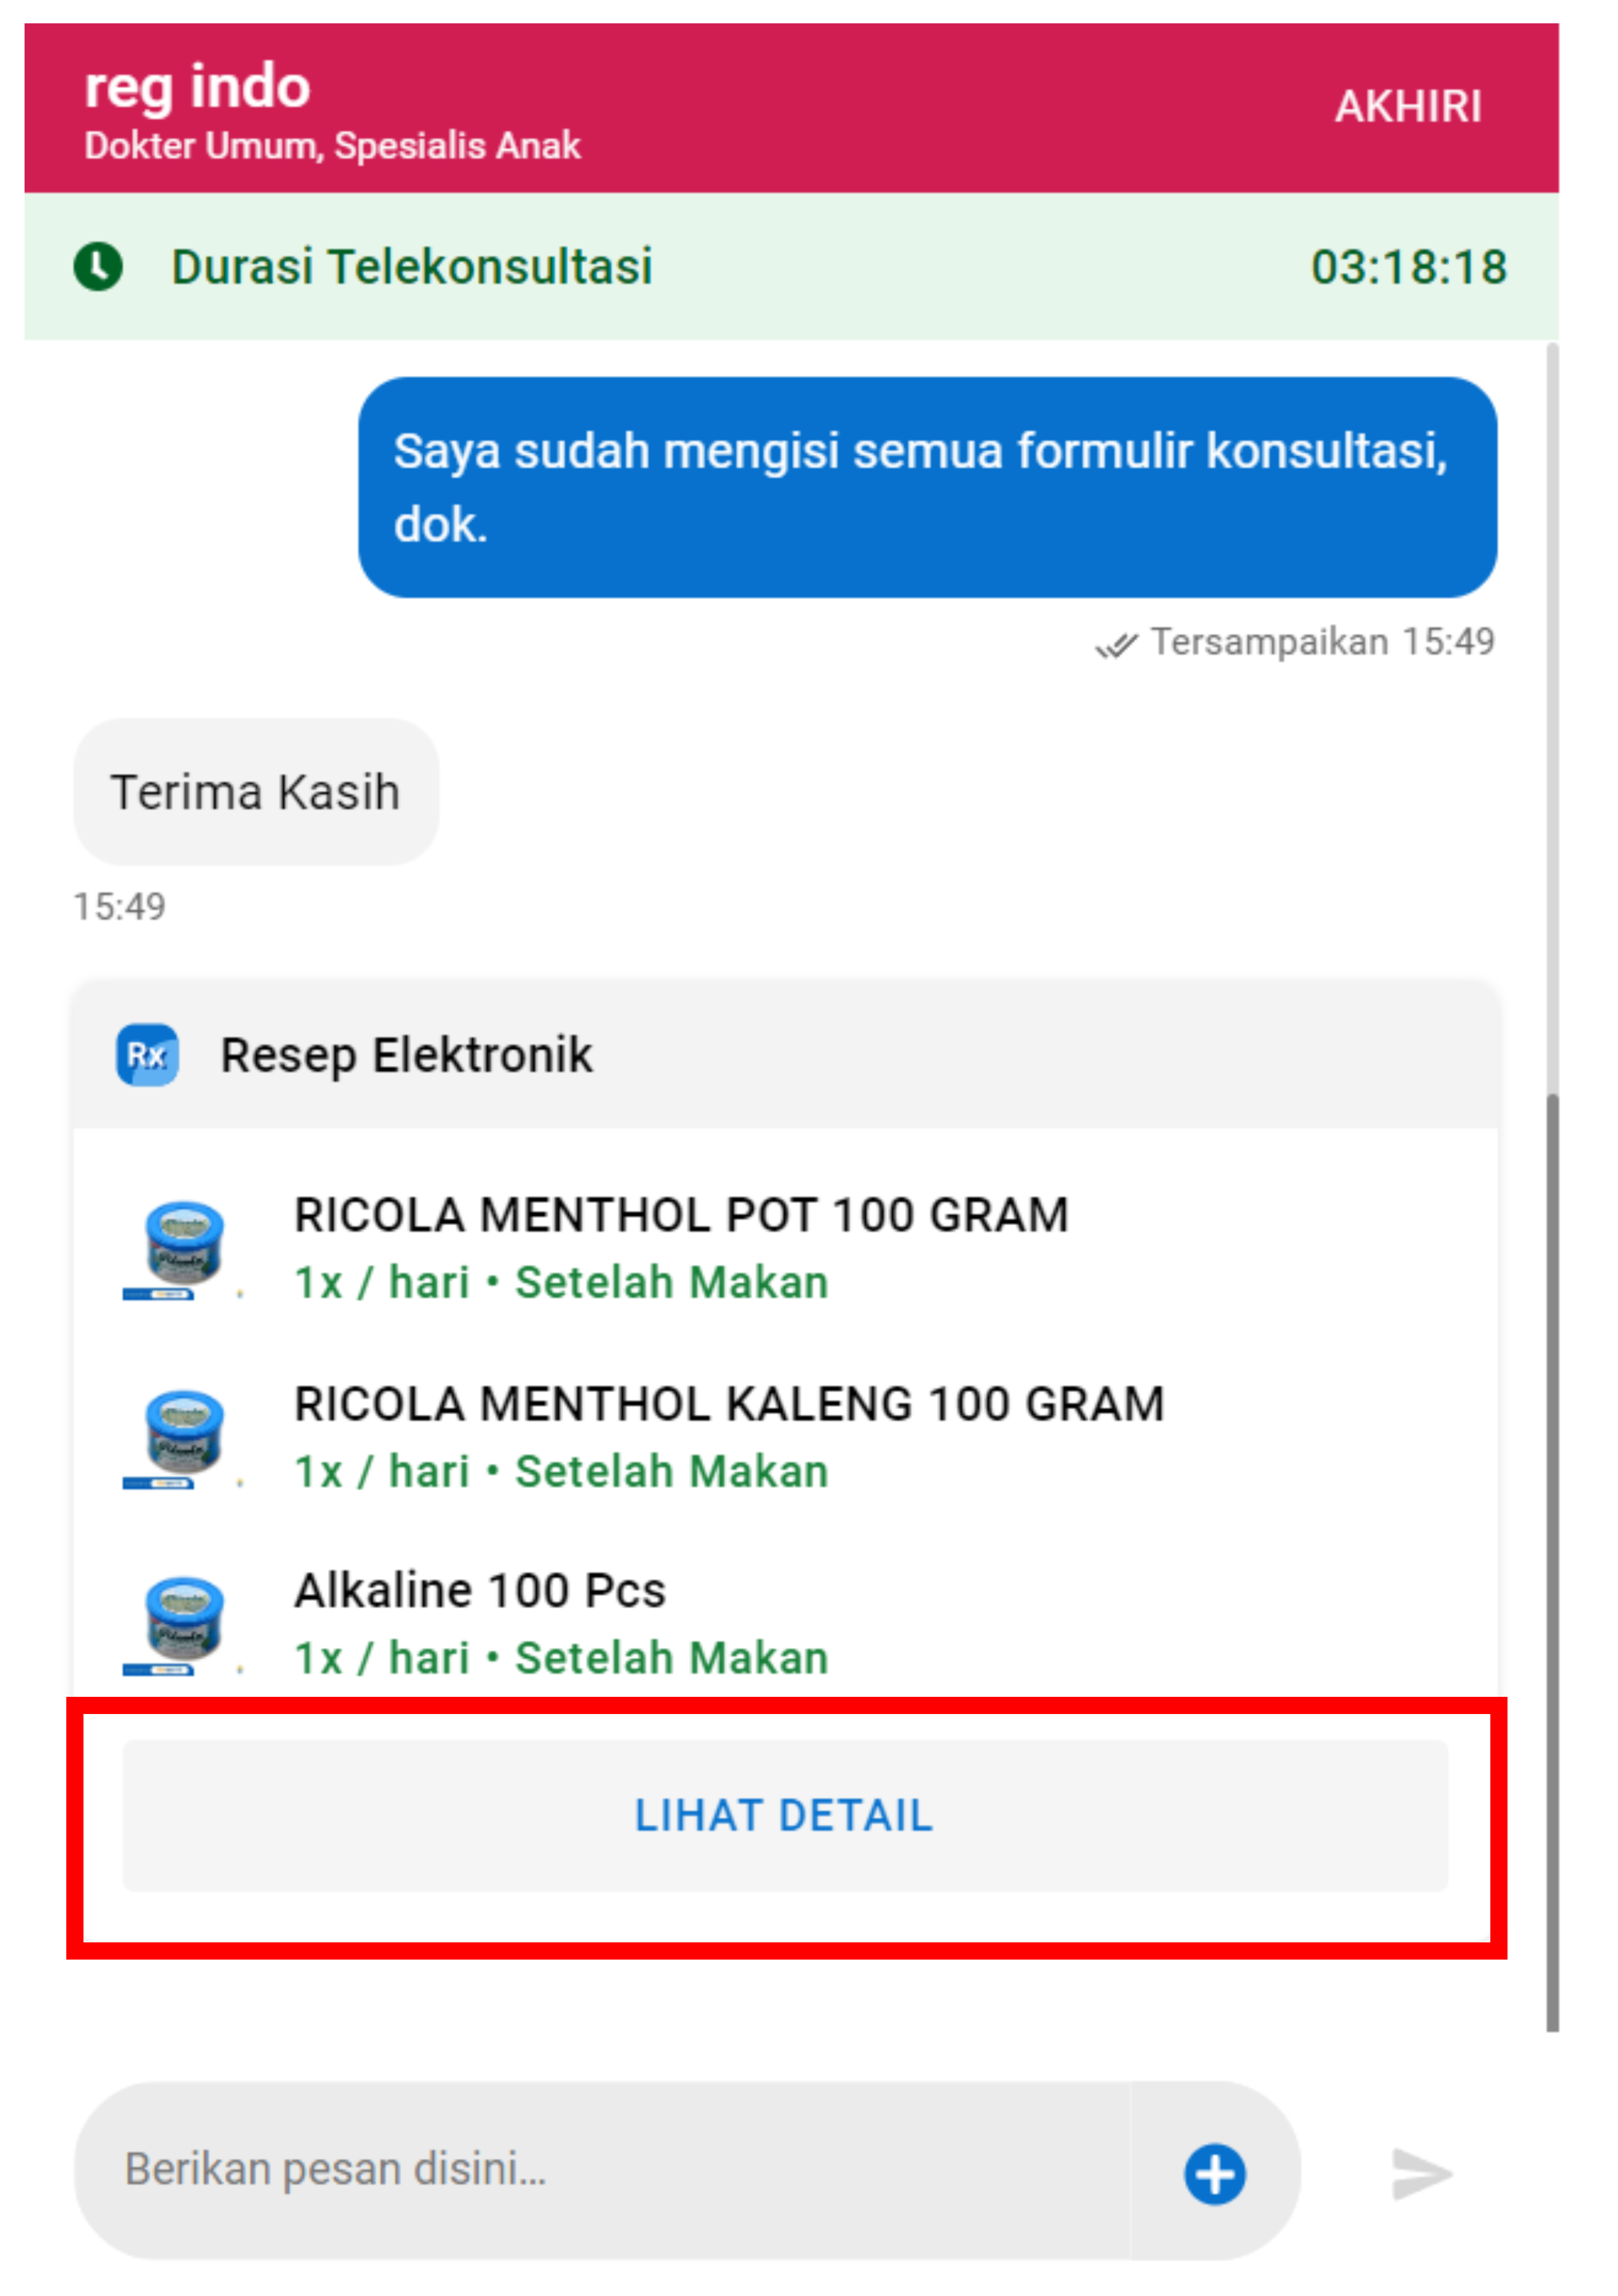 reg indo
AKHIRI
Dokter Umum, Spesialis Anak
Durasi Telekonsultasi
03:18:18
Saya sudah mengisi semua formulir konsultasi,
dok.
Tersampaikan 15:49
Terima Kasih
15:49
Rx
Resep Elektronik
RICOLA MENTHOL POT 100 GRAM
1x / hari • Setelah Makan
RICOLA MENTHOL KALENG 100 GRAM
1x / hari • Setelah Makan
Alkaline 100 Pcs
1x / hari • Setelah Makan
LIHAT DETAIL
Berikan pesan disini...